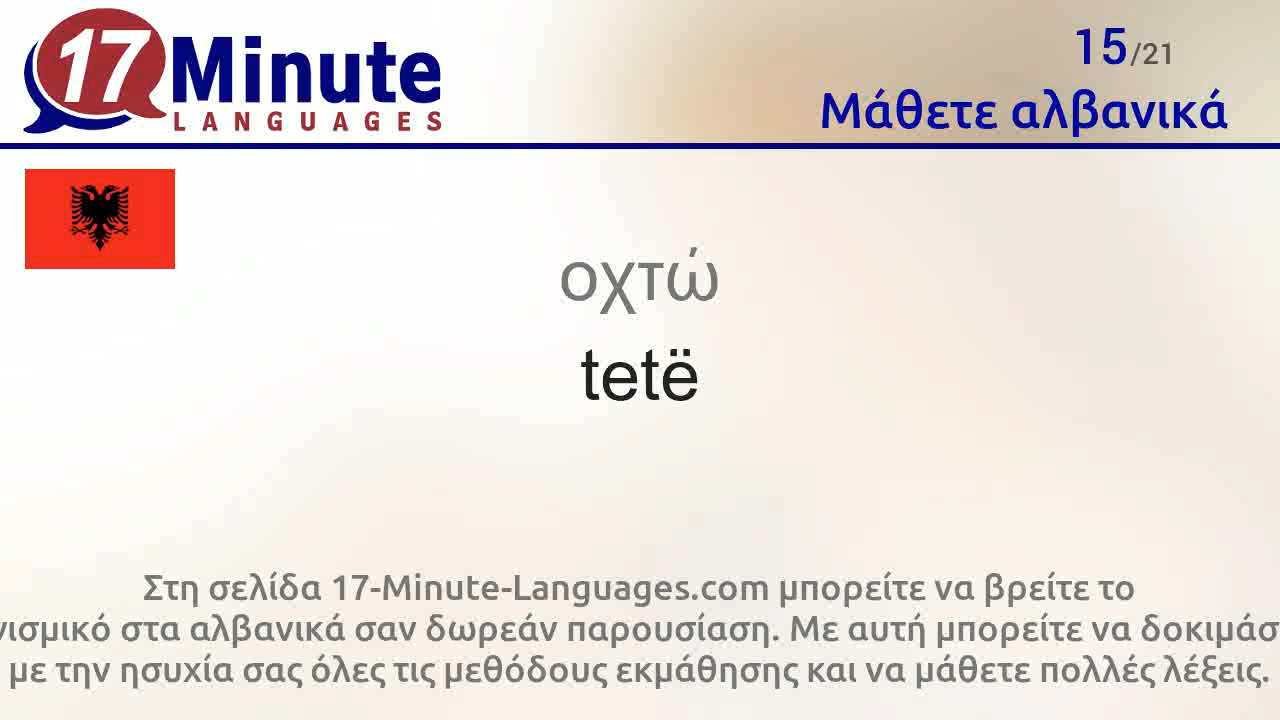 17 Minute
LANGUAGES
15/21
Μάθετε αλβανικά
οχτώ
tetë
Στη σελίδα 17-Minute-Languages.com μπορείτε να βρείτε το
στα αλβανικά σαν δωρεάν παρουσίαση. Με αυτή μπορείτε να
με την ησυχία σας όλες τις μεθόδους εκμάθησης και να μάθετε πολλές λέξεις.